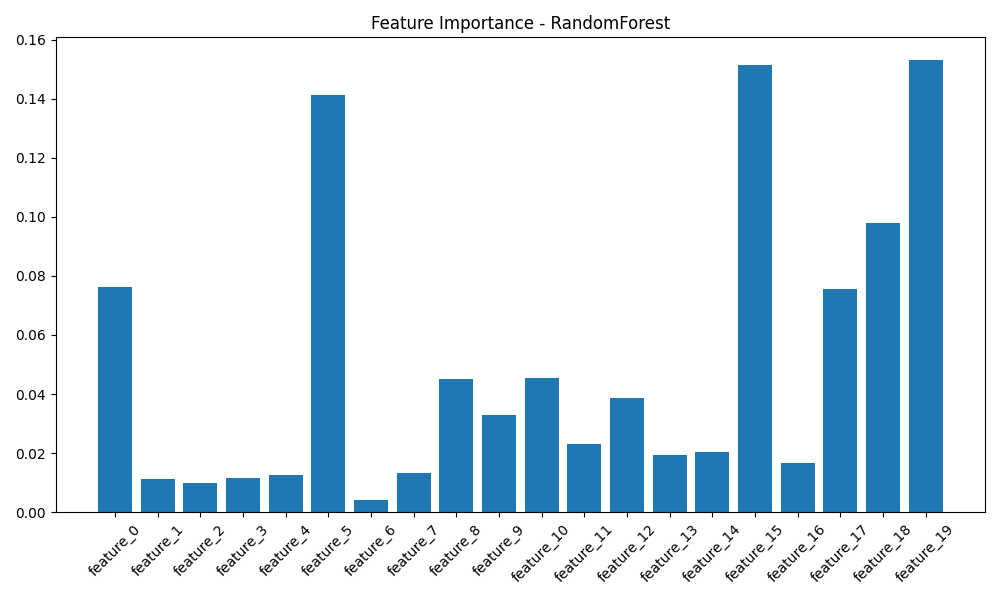 Feature Importance - RandomForest
0.16
0.14
0.12
0.10
0.08
0.06
0.04
0.02
0.00
feature_0
feature_1
feature_2
feature_3
feature_4
feature_5
feature_6
feature_7
feature_8
feature_9
feature_10
feature_11
feature_12
feature_13
feature_14
feature_15
feature_16
feature_17
feature_18
feature_19